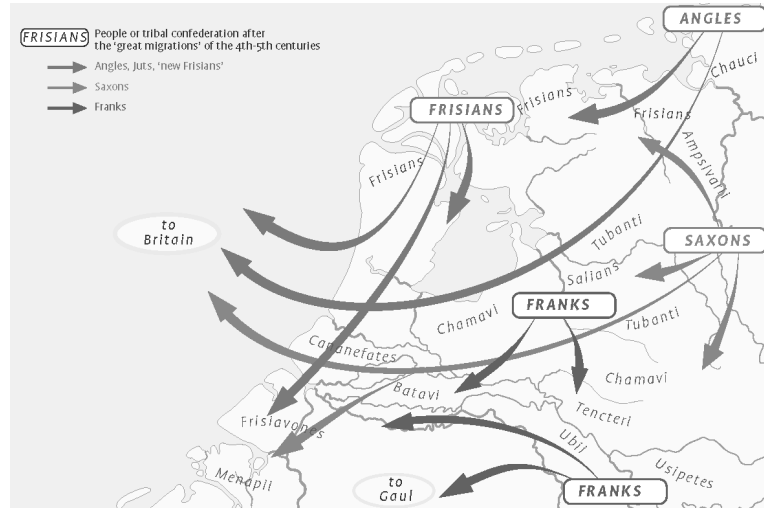 FRISIANS
People or tribal confederation after
the ‘great migrations’ of the 4th-5th centuries
Angles, Juts, ‘new Frisians’
Saxons
Franks
ANGLES
Chauci
Frisians
FRISIANS
Frisians
Frisians
Ampsivarii
Frisians
to
Britain
Tubanti
SAXONS
Salians
FRANKS
Chamavi
Tubanti
Cananefates
Batavi
Chamavi
Tencteri
Frisiavones
Ubii
Menapii
Usipetes
to
Gaul
FRANKS